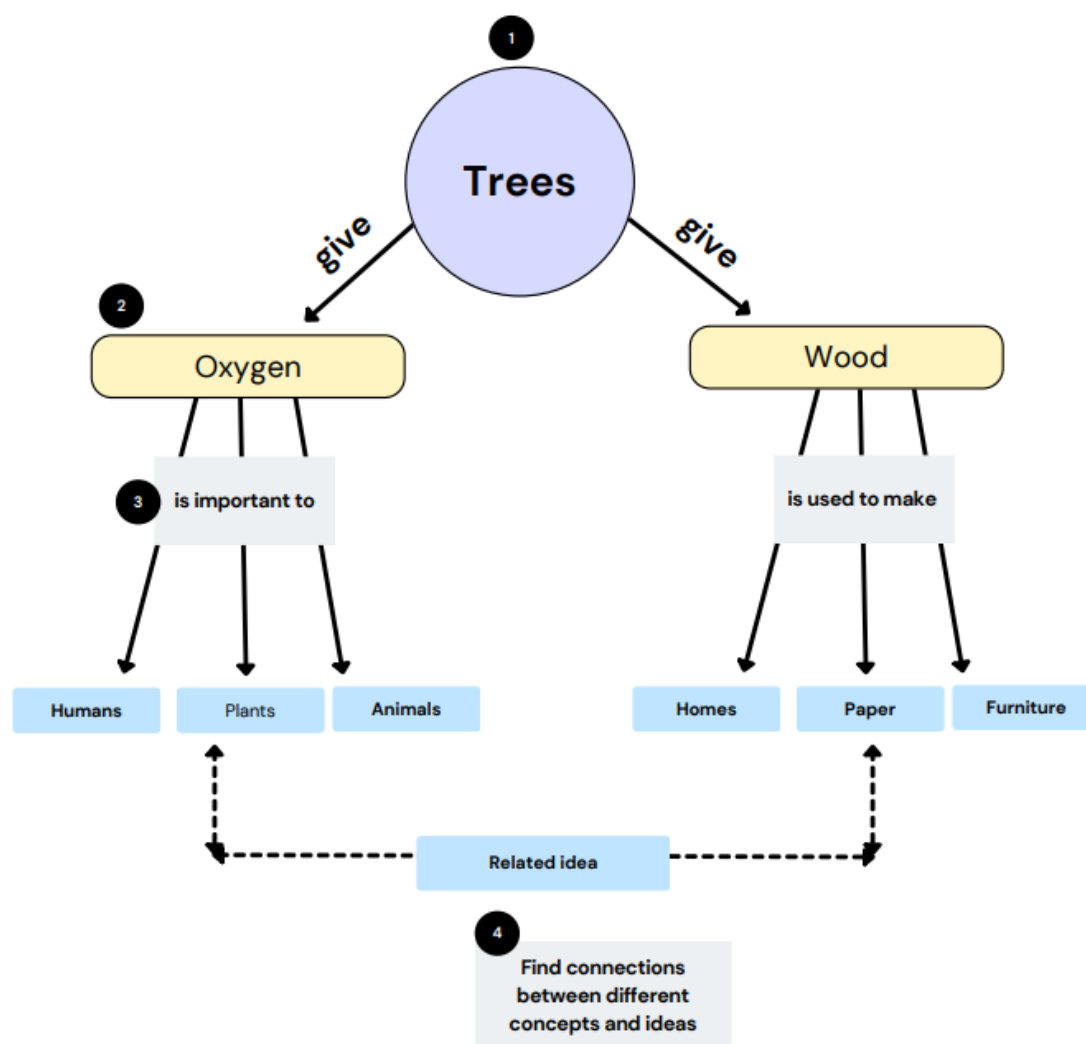 1
Trees
give
give
2
Oxygen
Wood
3
is important to
is used to make
Humans
Plants
Animals
Homes
Paper
Furniture
Related idea
4
Find connections
between different
concepts and ideas